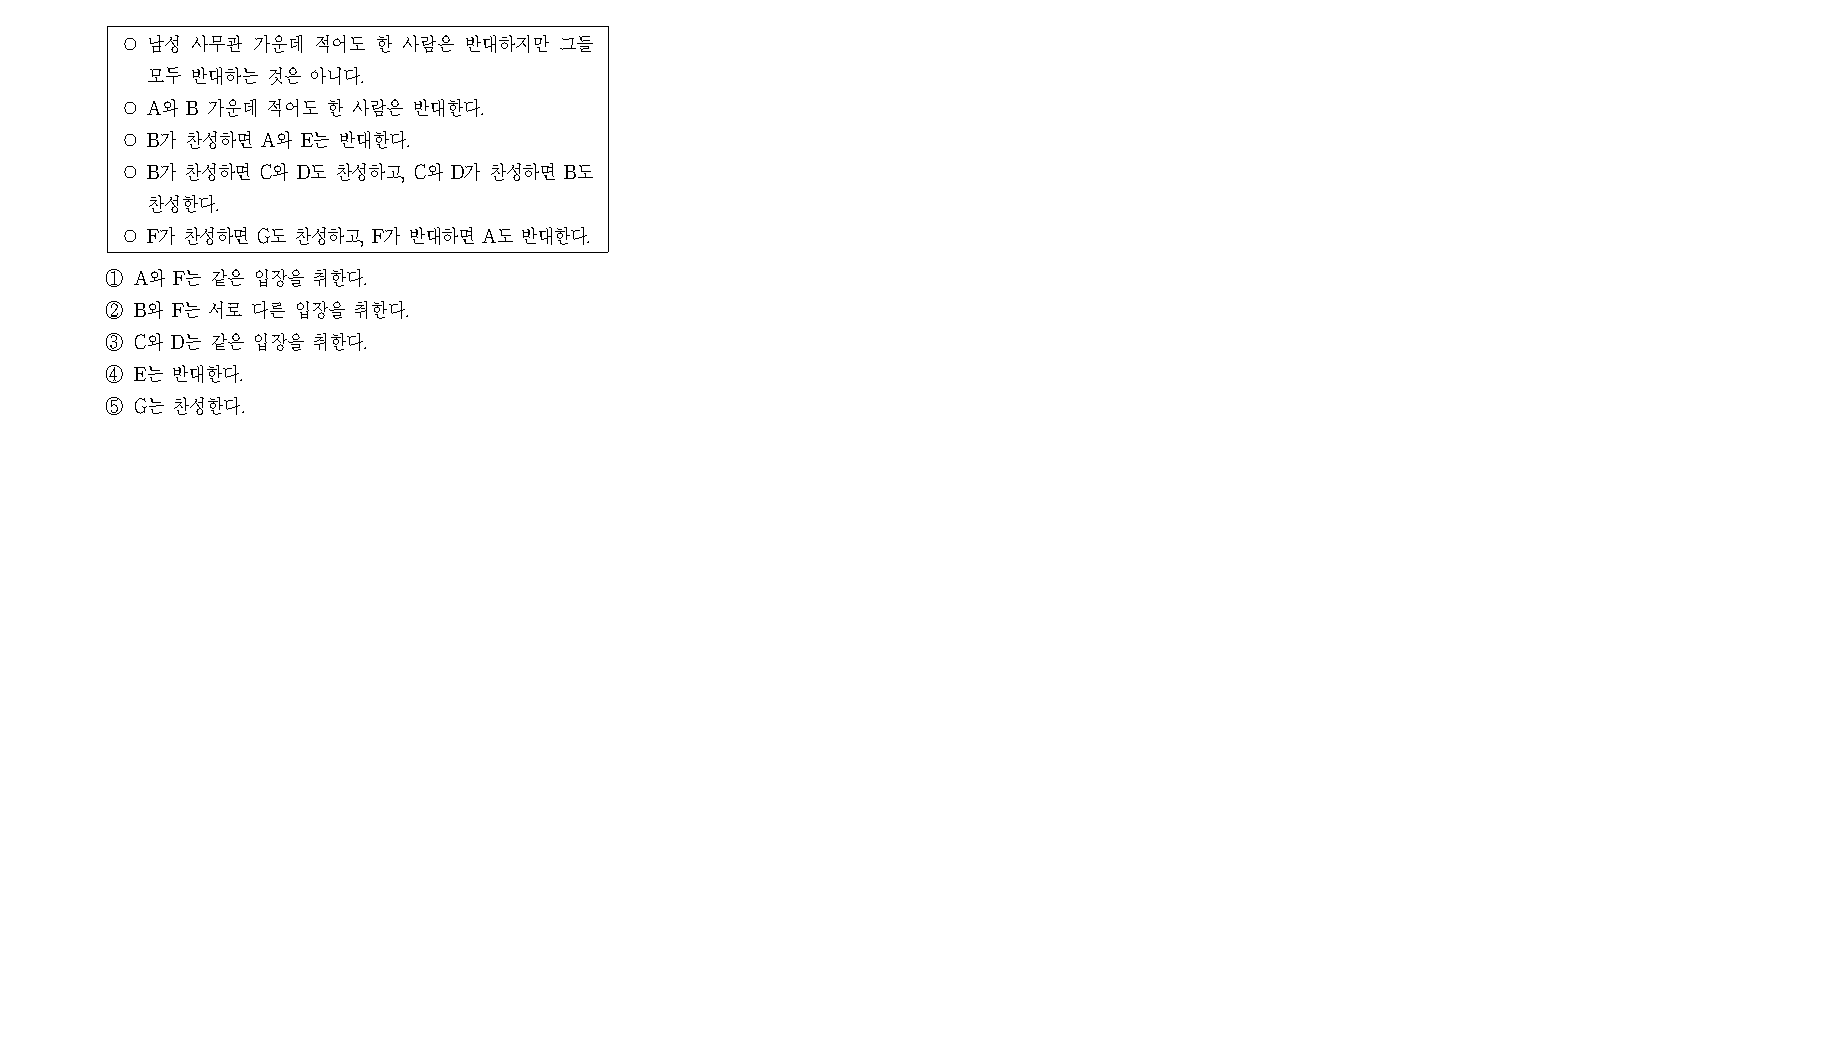 ○ 남성 사무관 가운데 적어도 한 사람은 반대하지만 그들
모두 반대하는 것은 아니다.
○ A와 B 가운데 적어도 한 사람은 반대한다.
○ B가 찬성하면 A와 E는 반대한다.
○ B가 찬성하면 C와 D도 찬성하고, C와 D가 찬성하면 B도
찬성한다.
○ F가 찬성하면 G도 찬성하고, F가 반대하면 A도 반대한다.
① A와 F는 같은 입장을 취한다.
② B와 F는 서로 다른 입장을 취한다.
③ C와 D는 같은 입장을 취한다.
④ E는 반대한다.
⑤ G는 찬성한다.